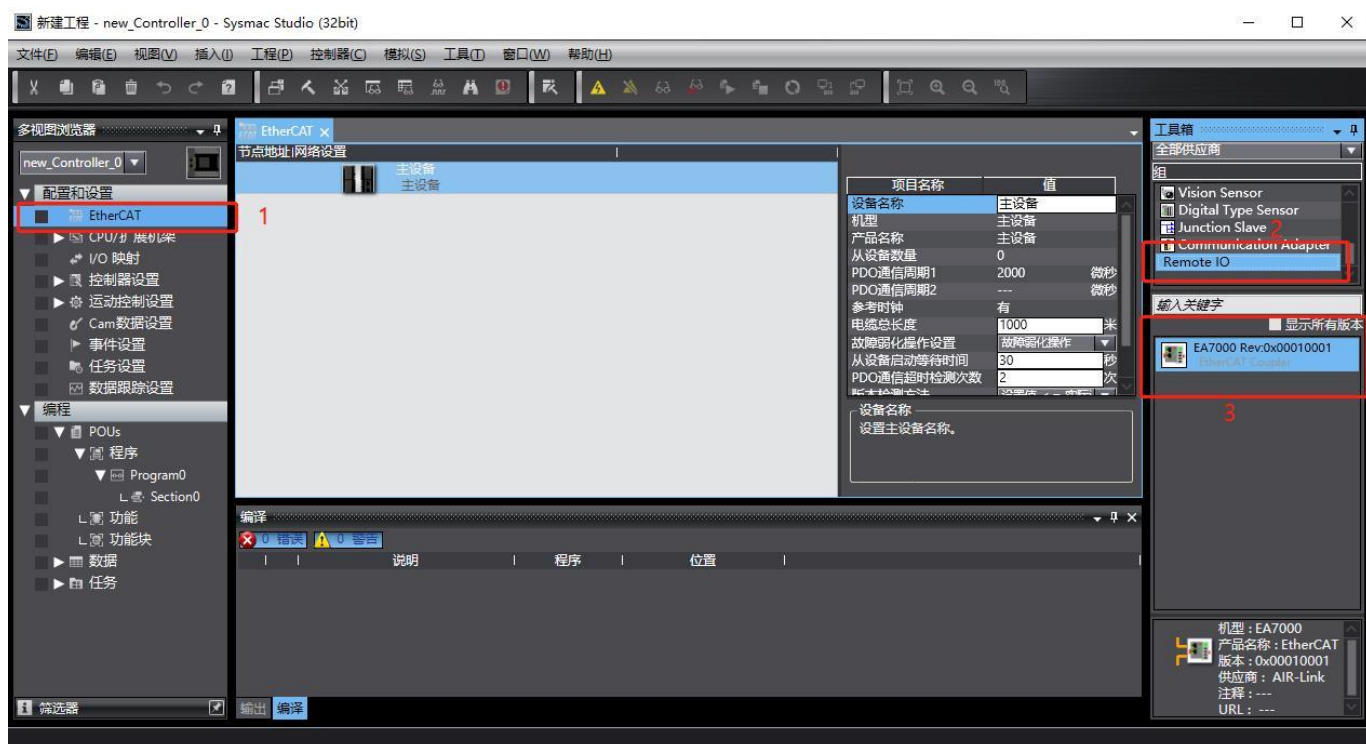 新建工程 - new_Controller_0 - Sysmac Studio (32bit)
文件(F) 编辑(E) 视图(V) 插入(I) 工程(P) 控制器(C) 模拟(S) 工具(T) 窗口(W) 帮助(H)
多视图浏览器
new_Controller_0
配置和设置
EtherCAT
CPU/扩展机架
I/O 映射
控制器设置
运动控制设置
Cam数据设置
事件设置
任务设置
数据跟踪设置
编程
POUs
程序
Program0
Section0
功能
功能块
数据
任务
筛选器
1
EtherCAT
节点地址|网络设置
主设备
主设备
项目名称 值
设备名称 主设备
机型 主设备
产品名称 主设备
从设备数量 0
PDO通信周期1 2000 微秒
PDO通信周期2 --- 微秒
参考时钟 有
电缆总长度 1000 米
故障弱化操作设置 故障弱化操作
从设备启动等待时间 30 秒
PDO通信超时检测次数 2 次
版本检测方法
设备名称
设置主设备名称。
编译
0 错误 0 警告
说明 程序 位置
输出 编译
工具箱
全部供应商
组
Vision Sensor
Digital Type Sensor
Junction Slave
2
Communication Adapter
Remote IO
输入关键字
显示所有版本
EA7000 Rev:0x00010001
EtherCAT Coupler
3
机型 : EA7000
产品名称 : EtherCAT
版本 : 0x00010001
供应商 : AIR-Link
注释 : ---
URL : ---